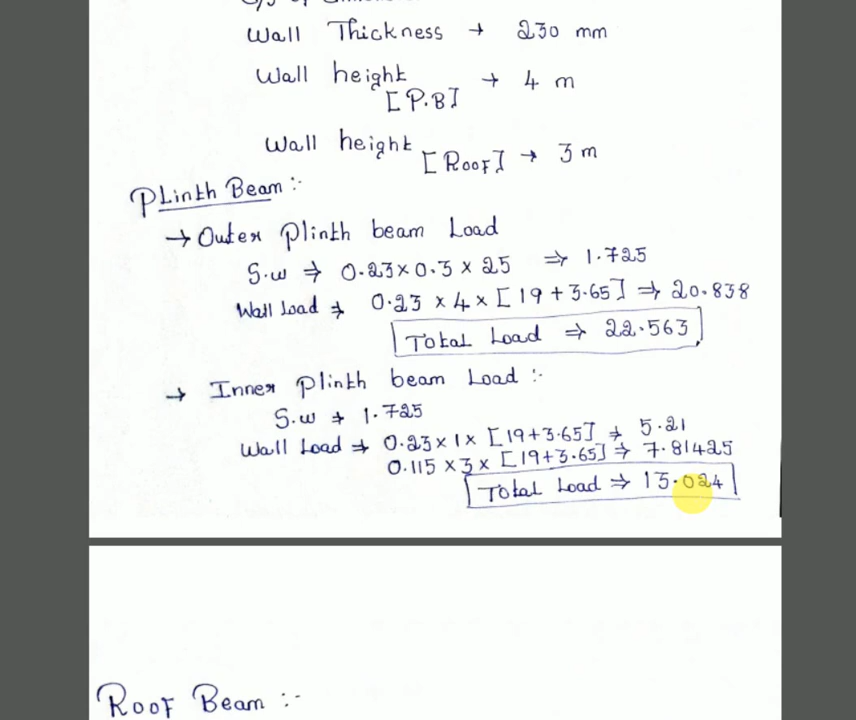 Wall Thickness → 230 mm
Wall height [P.B] → 4 m
Wall height [Roof] → 3 m
Plinth Beam :-
→ Outer Plinth beam Load
S.w ⇒ 0.23 × 0.3 × 25 ⇒ 1.725
Wall Load ⇒ 0.23 × 4 × [19 + 3.65] ⇒ 20.838
Total Load ⇒ 22.563
→ Inner Plinth beam Load :-
S.w ⇒ 1.725
Wall Load ⇒ 0.23 × 1 × [19+3.65] ⇒ 5.21
0.115 × 3 × [19+3.65] ⇒ 7.81425
Total Load ⇒ 13.024
Roof Beam :-